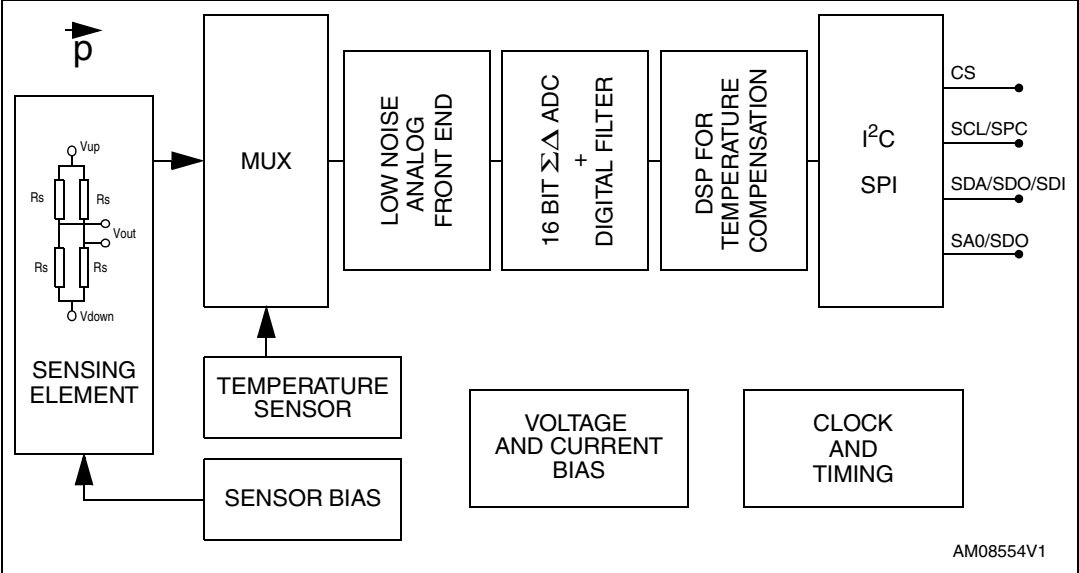 p
Vup
Rs
Rs
Vout
Rs
Rs
Vdown
SENSING
ELEMENT
MUX
TEMPERATURE
SENSOR
SENSOR BIAS
LOW NOISE
ANALOG
FRONT END
16 BIT ΣΔ ADC
+
DIGITAL FILTER
DSP FOR
TEMPERATURE
COMPENSATION
I²C
SPI
CS
SCL/SPC
SDA/SDO/SDI
SA0/SDO
VOLTAGE
AND CURRENT
BIAS
CLOCK
AND
TIMING
AM08554V1